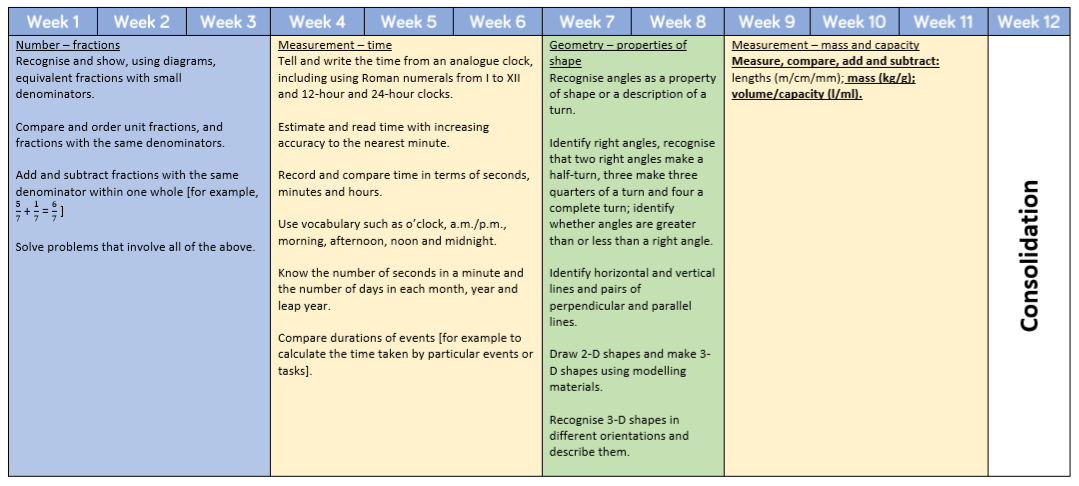 Week 1 Week 2 Week 3 Week 4 Week 5 Week 6 Week 7 Week 8 Week 9 Week 10 Week 11 Week 12
Number – fractions
Recognise and show, using diagrams,
equivalent fractions with small
denominators.
Compare and order unit fractions, and
fractions with the same denominators.
Add and subtract fractions with the same
denominator within one whole [for example,
5/7 + 1/7 = 6/7 ]
Solve problems that involve all of the above.
Measurement – time
Tell and write the time from an analogue clock,
including using Roman numerals from I to XII
and 12-hour and 24-hour clocks.
Estimate and read time with increasing
accuracy to the nearest minute.
Record and compare time in terms of seconds,
minutes and hours.
Use vocabulary such as o’clock, a.m./p.m.,
morning, afternoon, noon and midnight.
Know the number of seconds in a minute and
the number of days in each month, year and
leap year.
Compare durations of events [for example to
calculate the time taken by particular events or
tasks].
Geometry – properties of
shape
Recognise angles as a property
of shape or a description of a
turn.
Identify right angles, recognise
that two right angles make a
half-turn, three make three
quarters of a turn and four a
complete turn; identify
whether angles are greater
than or less than a right angle.
Identify horizontal and vertical
lines and pairs of
perpendicular and parallel
lines.
Draw 2-D shapes and make 3-
D shapes using modelling
materials.
Recognise 3-D shapes in
different orientations and
describe them.
Measurement – mass and capacity
Measure, compare, add and subtract:
lengths (m/cm/mm); mass (kg/g);
volume/capacity (l/ml).
Consolidation